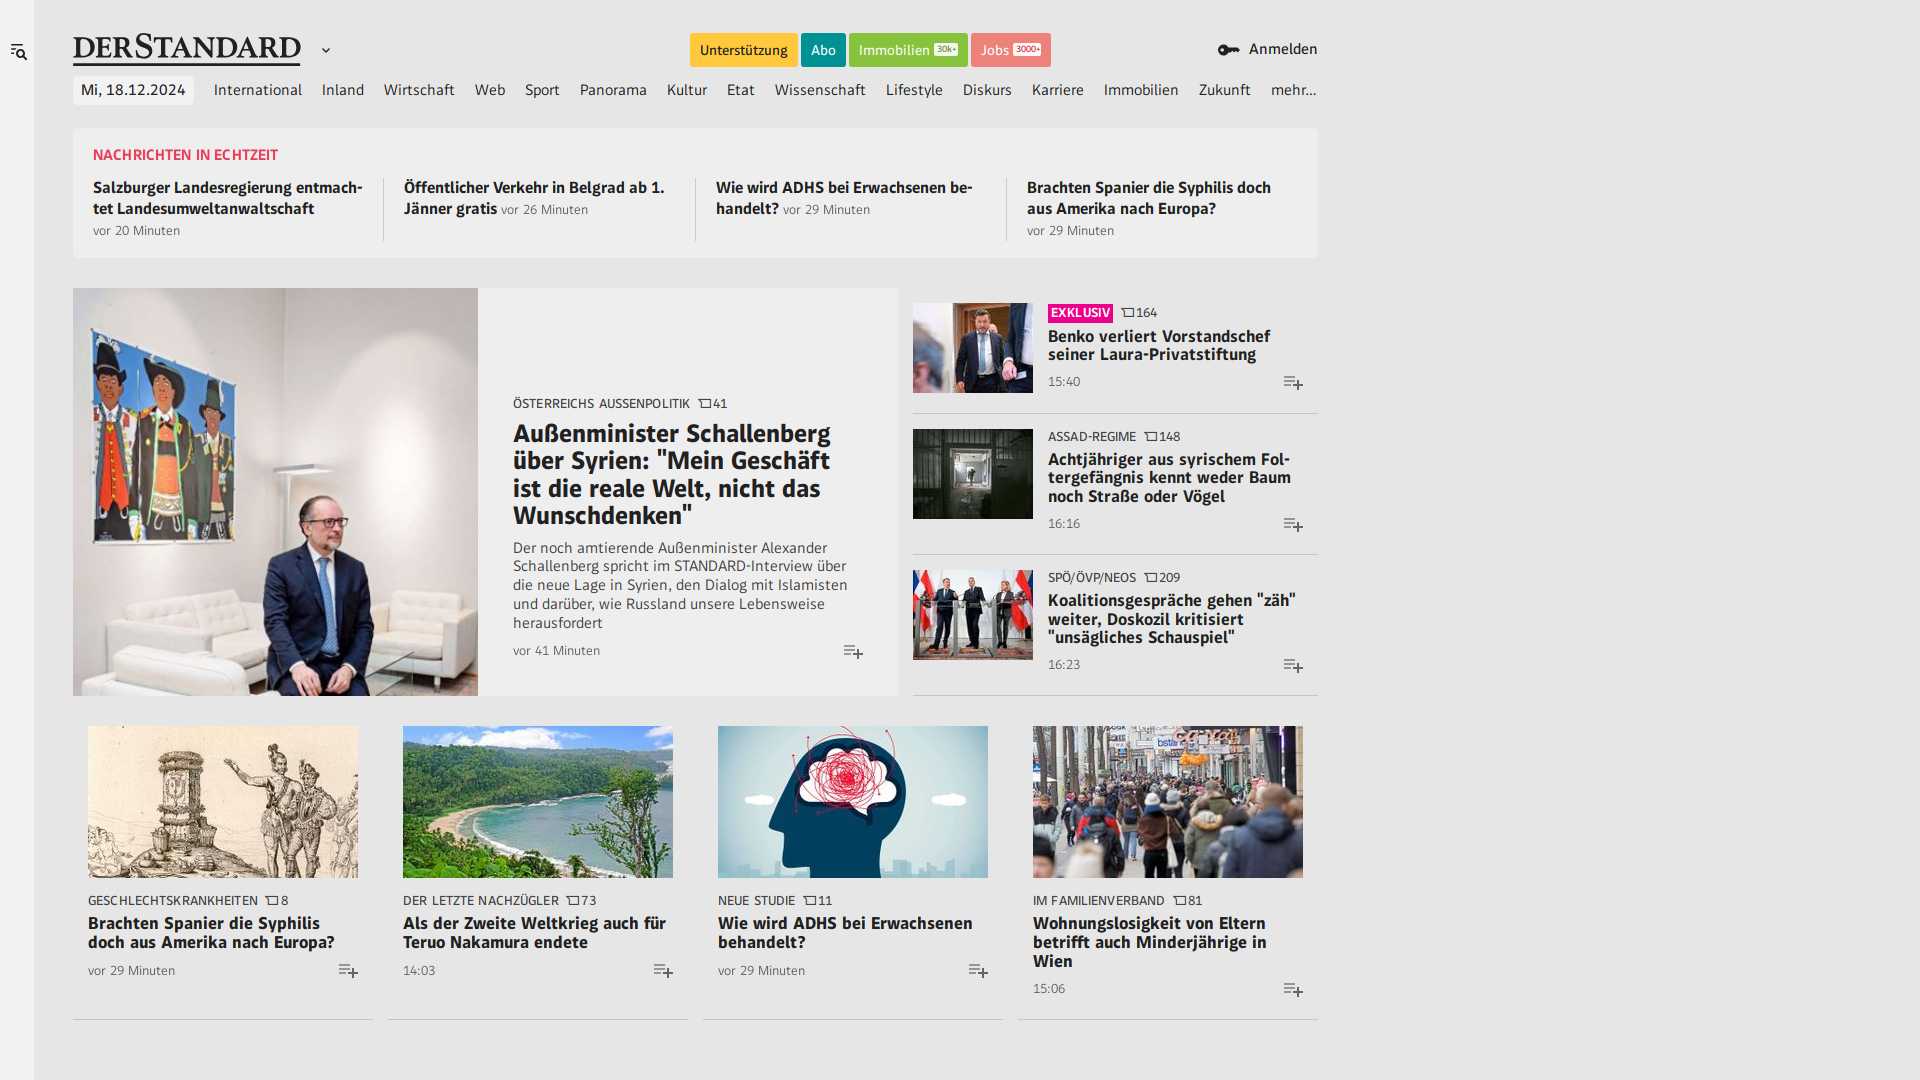 DERSTANDARD
Unterstützung
Abo
Immobilien 30k+
Jobs 3000+
Anmelden
Mi, 18.12.2024
International
Inland
Wirtschaft
Web
Sport
Panorama
Kultur
Etat
Wissenschaft
Lifestyle
Diskurs
Karriere
Immobilien
Zukunft
mehr...
NACHRICHTEN IN ECHTZEIT
Salzburger Landesregierung entmach-
tet Landesumweltanwaltschaft
vor 20 Minuten
Öffentlicher Verkehr in Belgrad ab 1.
Jänner gratis vor 26 Minuten
Wie wird ADHS bei Erwachsenen be-
handelt? vor 29 Minuten
Brachten Spanier die Syphilis doch
aus Amerika nach Europa?
vor 29 Minuten
ÖSTERREICHS AUSSENPOLITIK 41
Außenminister Schallenberg
über Syrien: "Mein Geschäft
ist die reale Welt, nicht das
Wunschdenken"
Der noch amtierende Außenminister Alexander
Schallenberg spricht im STANDARD-Interview über
die neue Lage in Syrien, den Dialog mit Islamisten
und darüber, wie Russland unsere Lebensweise
herausfordert
vor 41 Minuten
EXKLUSIV 164
Benko verliert Vorstandschef
seiner Laura-Privatstiftung
15:40
ASSAD-REGIME 148
Achtjähriger aus syrischem Fol-
tergefängnis kennt weder Baum
noch Straße oder Vögel
16:16
SPÖ/ÖVP/NEOS 209
Koalitionsgespräche gehen "zäh"
weiter, Doskozil kritisiert
"unsägliches Schauspiel"
16:23
GESCHLECHTSKRANKHEITEN 8
Brachten Spanier die Syphilis
doch aus Amerika nach Europa?
vor 29 Minuten
DER LETZTE NACHZÜGLER 73
Als der Zweite Weltkrieg auch für
Teruo Nakamura endete
14:03
NEUE STUDIE 11
Wie wird ADHS bei Erwachsenen
behandelt?
vor 29 Minuten
IM FAMILIENVERBAND 81
Wohnungslosigkeit von Eltern
betrifft auch Minderjährige in
Wien
15:06